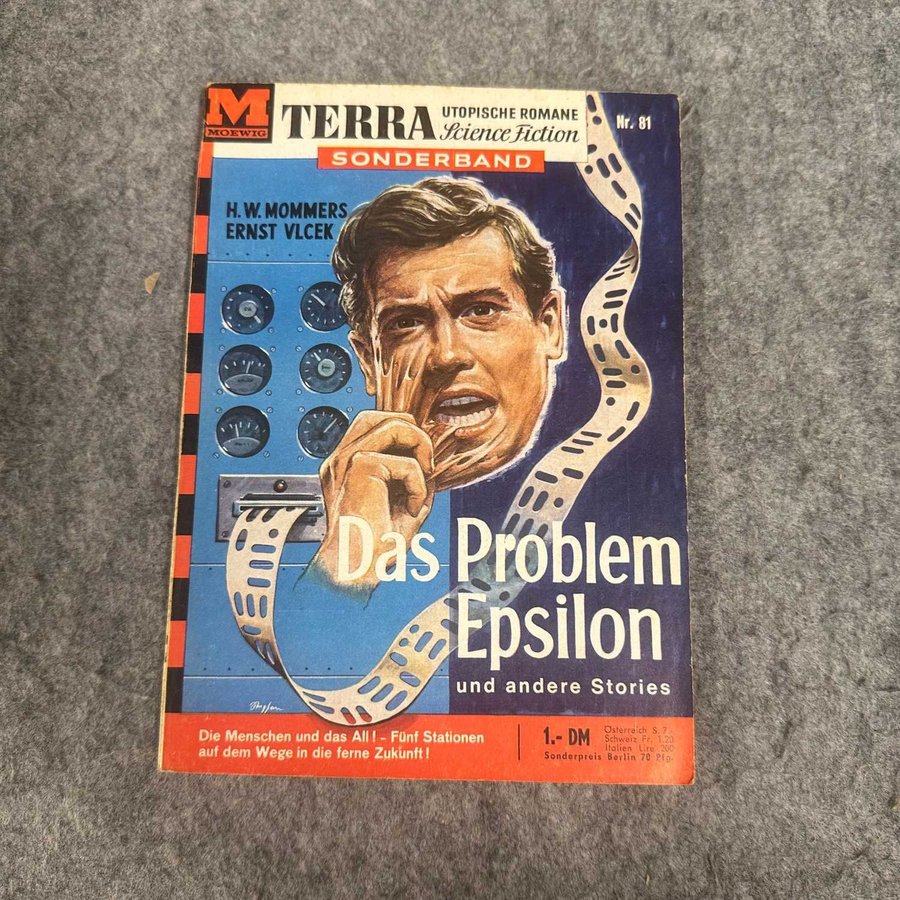 M
MOEWIG
TERRA
UTOPISCHE ROMANE
Science Fiction
SONDERBAND
Nr. 81
H. W. MOMMERS
ERNST VLCEK
Das Problem
Epsilon
und andere Stories
Die Menschen und das All! – Fünf Stationen
auf dem Wege in die ferne Zukunft!
1.- DM
Österreich S. 7.-
Schweiz Fr. 1.20
Italien Lire 200
Sonderpreis Berlin 70 Pfg.